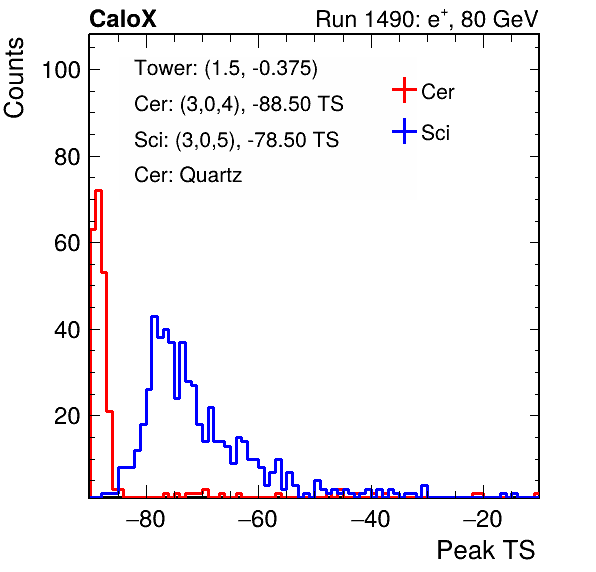 CaloX Run 1490: e⁺, 80 GeV
Counts
Tower: (1.5, -0.375)
Cer: (3,0,4), -88.50 TS
Sci: (3,0,5), -78.50 TS
Cer: Quartz
Cer
Sci
100
80
60
40
20
−80 −60 −40 −20
Peak TS